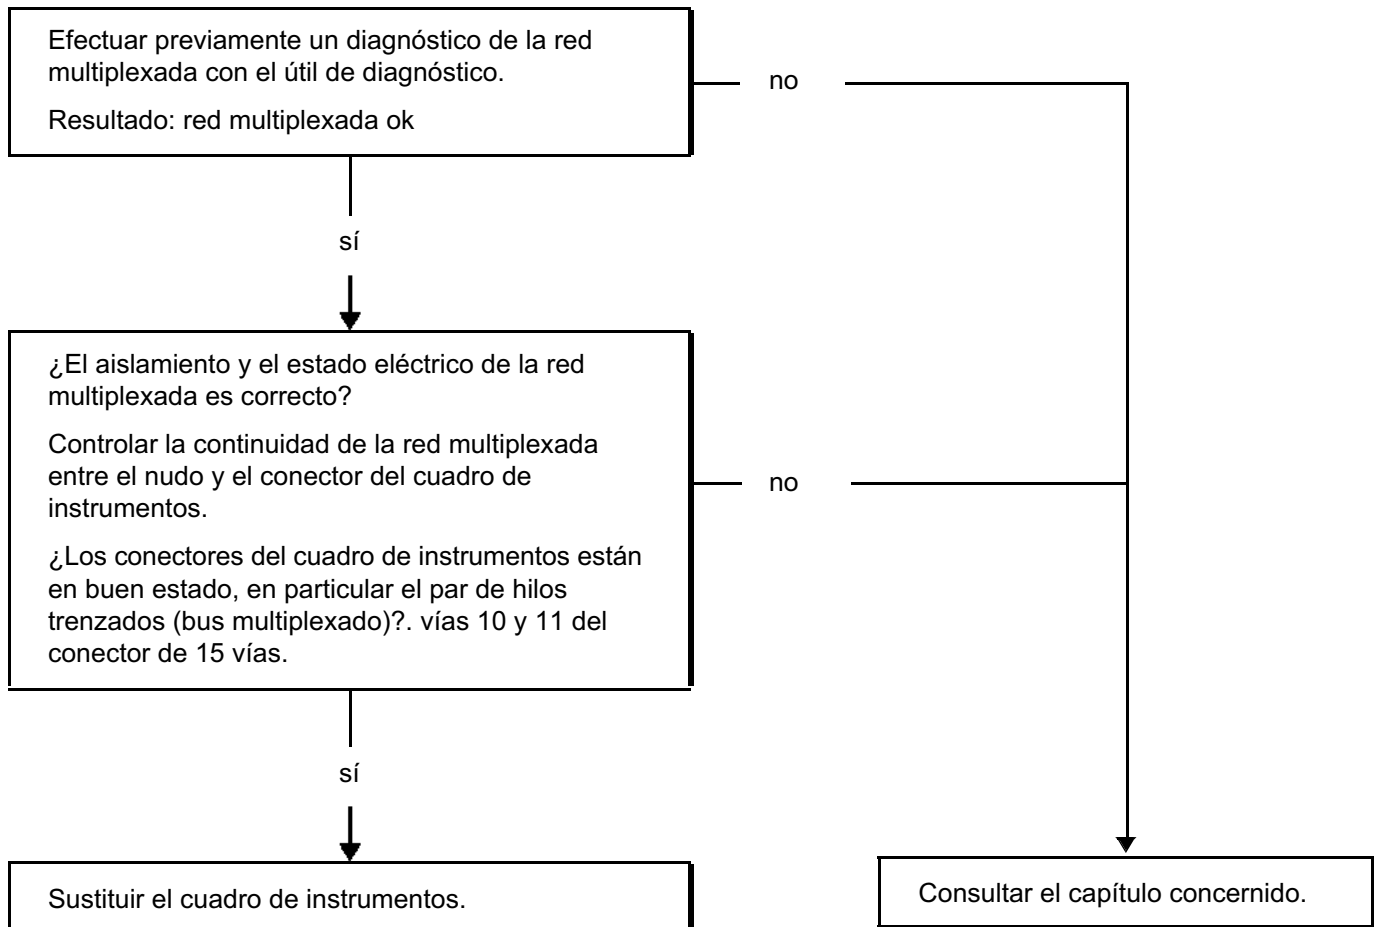 Efectuar previamente un diagnóstico de la red
multiplexada con el útil de diagnóstico.
Resultado: red multiplexada ok
no
sí
¿El aislamiento y el estado eléctrico de la red
multiplexada es correcto?
Controlar la continuidad de la red multiplexada
entre el nudo y el conector del cuadro de
instrumentos.
¿Los conectores del cuadro de instrumentos están
en buen estado, en particular el par de hilos
trenzados (bus multiplexado)?. vías 10 y 11 del
conector de 15 vías.
no
sí
Sustituir el cuadro de instrumentos.
Consultar el capítulo concernido.